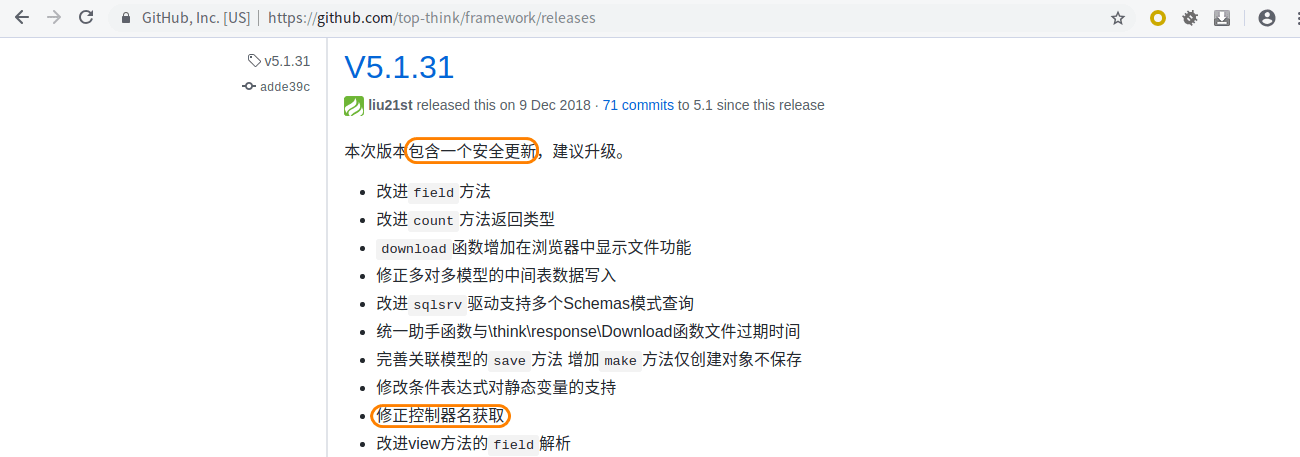 GitHub, Inc. [US] | https://github.com/top-think/framework/releases
v5.1.31
adde39c
V5.1.31
liu21st released this on 9 Dec 2018 · 71 commits to 5.1 since this release
本次版本包含一个安全更新，建议升级。
改进 field 方法
改进 count 方法返回类型
download 函数增加在浏览器中显示文件功能
修正多对多模型的中间表数据写入
改进 sqlsrv 驱动支持多个Schemas模式查询
统一助手函数与\think\response\Download函数文件过期时间
完善关联模型的 save 方法 增加 make 方法仅创建对象不保存
修改条件表达式对静态变量的支持
修正控制器名获取
改进view方法的 field 解析